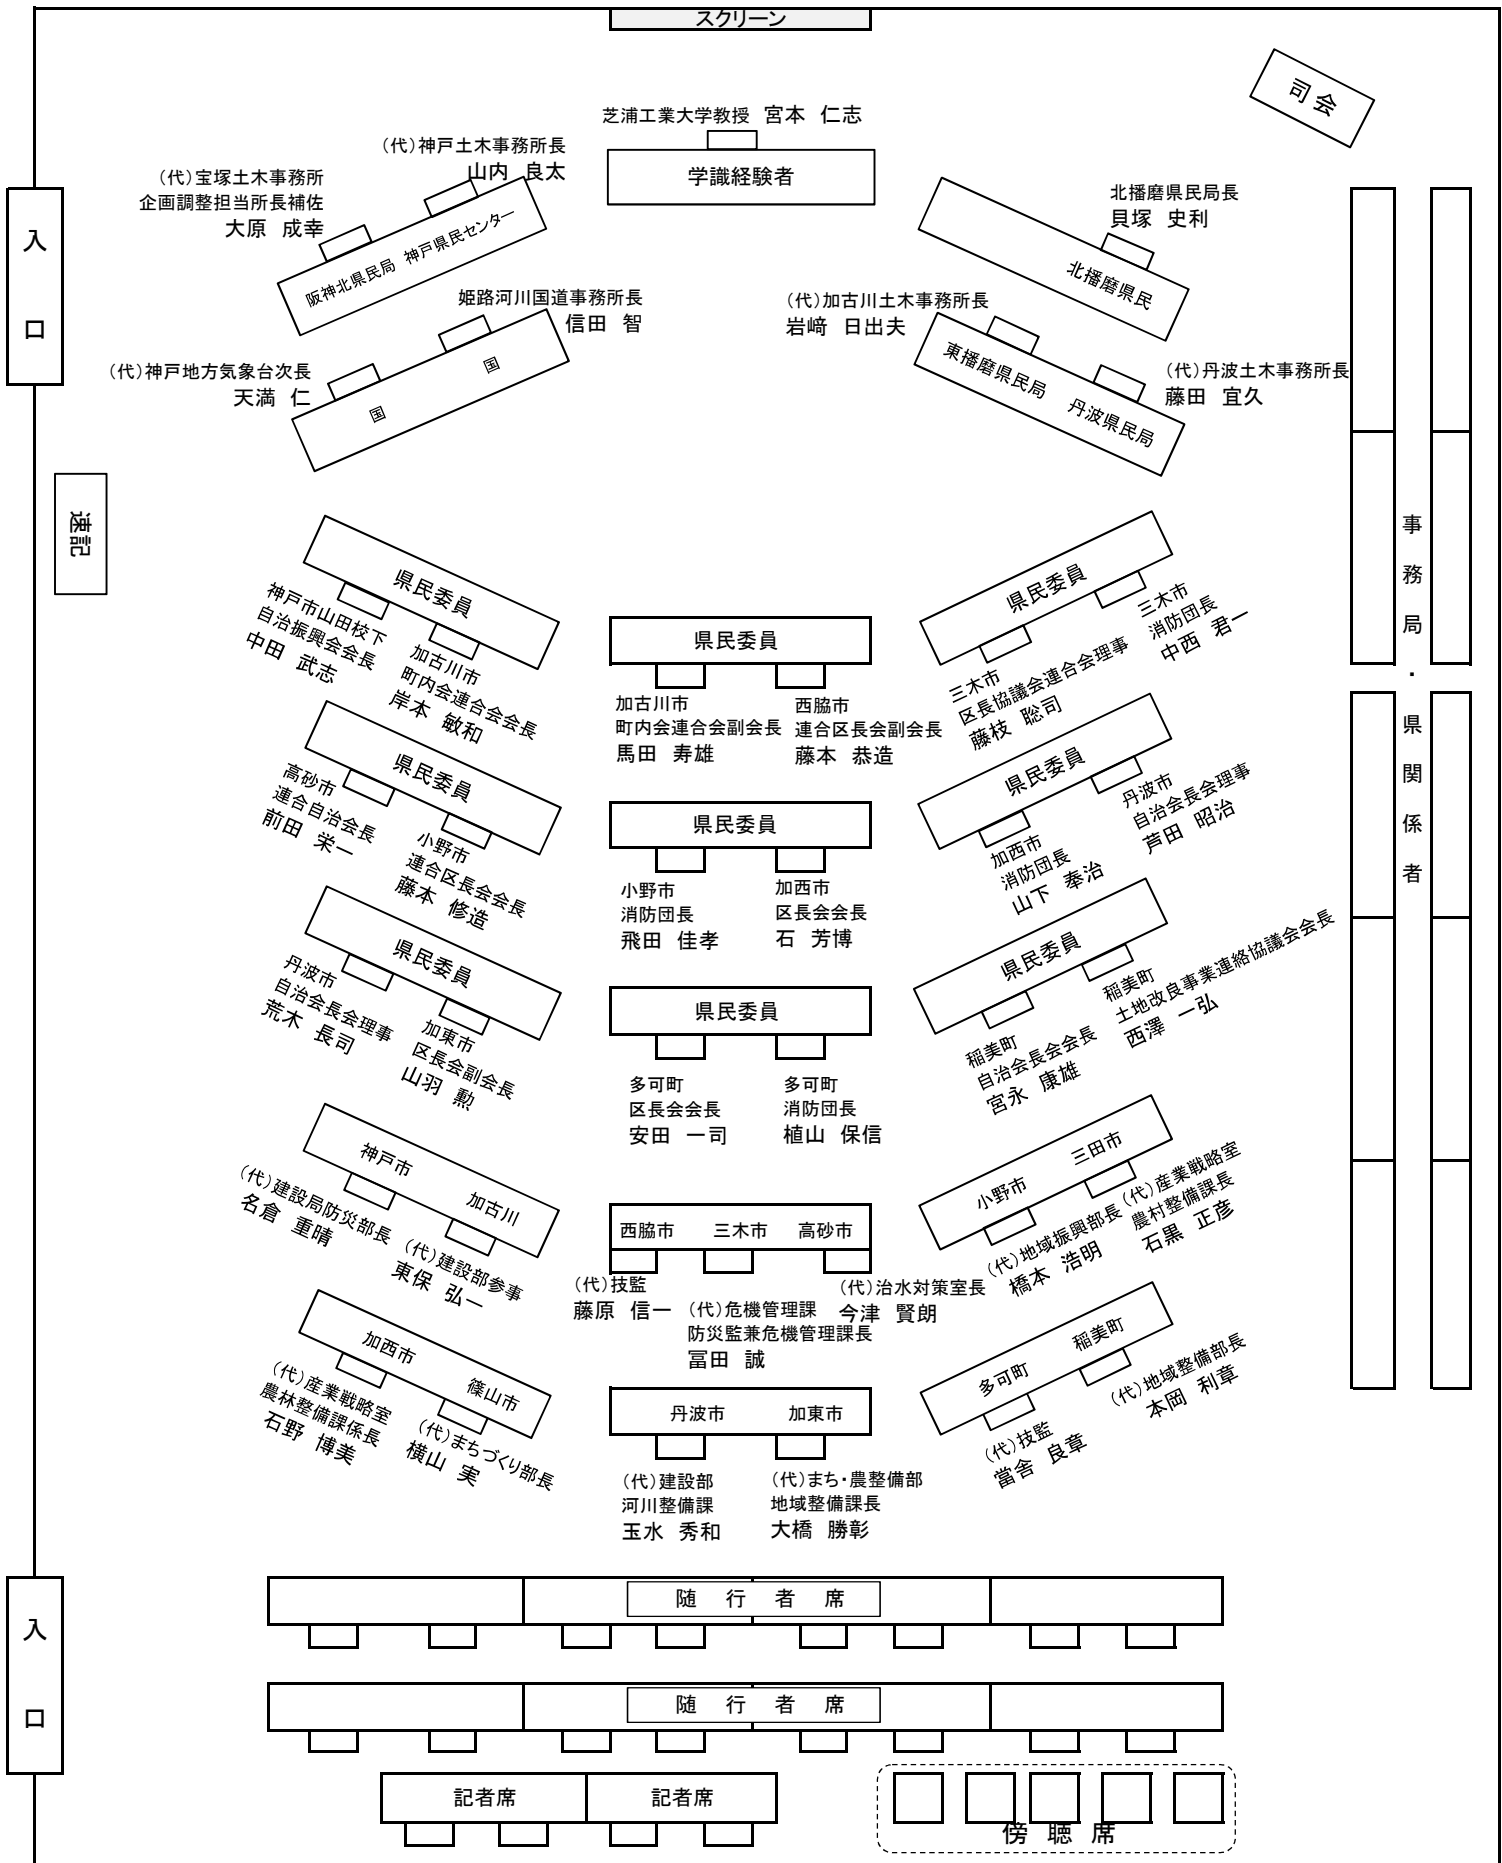 スクリーン
司会
芝浦工業大学教授 宮本 仁志
学識経験者
(代)神戸土木事務所長
山内 良太
(代)宝塚土木事務所
企画調整担当所長補佐
大原 成幸
阪神北県民局 神戸県民センター
北播磨県民局長
貝塚 史利
北播磨県民
入口
姫路河川国道事務所長
信田 智
(代)神戸地方気象台次長
天満 仁
国 国
(代)加古川土木事務所長
岩﨑 日出夫
(代)丹波土木事務所長
藤田 宜久
東播磨県民局 丹波県民局
速記
事務局・県関係者
県民委員
神戸市山田校下
自治振興会会長
中田 武志
加古川市
町内会連合会会長
岸本 敏和
県民委員
加古川市
町内会連合会副会長
馬田 寿雄
西脇市
連合区長会副会長
藤本 恭造
県民委員
三木市
区長協議会連合会理事
藤枝 聡司
三木市
消防団長
中西 君一
県民委員
高砂市
連合自治会長
前田 栄一
小野市
連合区長会会長
藤本 修造
県民委員
小野市
消防団長
飛田 佳孝
加西市
区長会会長
石 芳博
県民委員
加西市
消防団長
山下 奉治
丹波市
自治会長会理事
芦田 昭治
県民委員
丹波市
自治会長会理事
荒木 長司
加東市
区長会副会長
山羽 勲
県民委員
多可町
区長会会長
安田 一司
多可町
消防団長
植山 保信
県民委員
稲美町
自治会長会会長
宮永 康雄
稲美町
土地改良事業連絡協議会会長
西澤 一弘
神戸市 加古川
(代)建設局防災部長
名倉 重晴
(代)建設部参事
東保 弘一
西脇市 三木市 高砂市
(代)技監
藤原 信一
(代)危機管理課
防災監兼危機管理課長
冨田 誠
(代)治水対策室長
今津 賢朗
小野市 三田市
(代)地域振興部長
橋本 浩明
(代)産業戦略室
農村整備課長
石黒 正彦
加西市 篠山市
(代)産業戦略室
農林整備課係長
石野 博美
(代)まちづくり部長
横山 実
丹波市 加東市
(代)建設部
河川整備課
玉水 秀和
(代)まち・農整備部
地域整備課長
大橋 勝彰
多可町 稲美町
(代)技監
當舎 良章
(代)地域整備部長
本岡 利章
入口
随行者席
随行者席
記者席 記者席
傍聴席